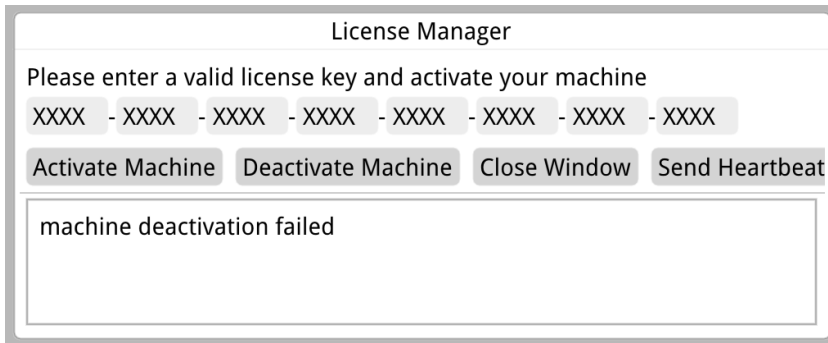 License Manager
Please enter a valid license key and activate your machine
XXXX - XXXX - XXXX - XXXX - XXXX - XXXX - XXXX - XXXX
Activate Machine Deactivate Machine Close Window Send Heartbeat
machine deactivation failed